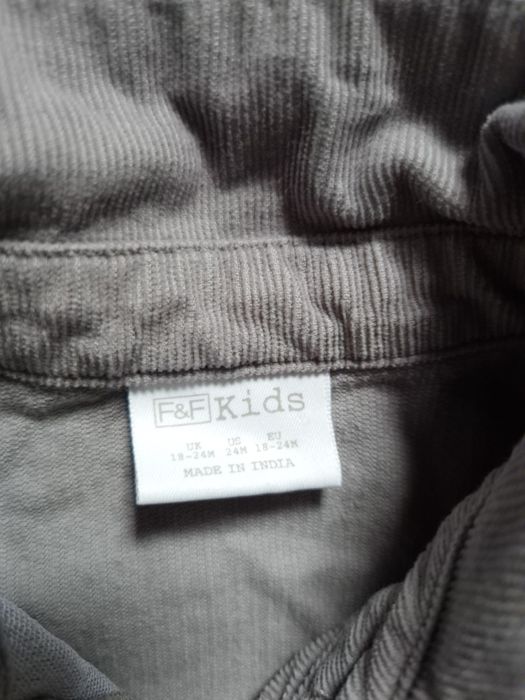 F&F Kids
UK US EU
18-24M 24M 18-24M
MADE IN INDIA